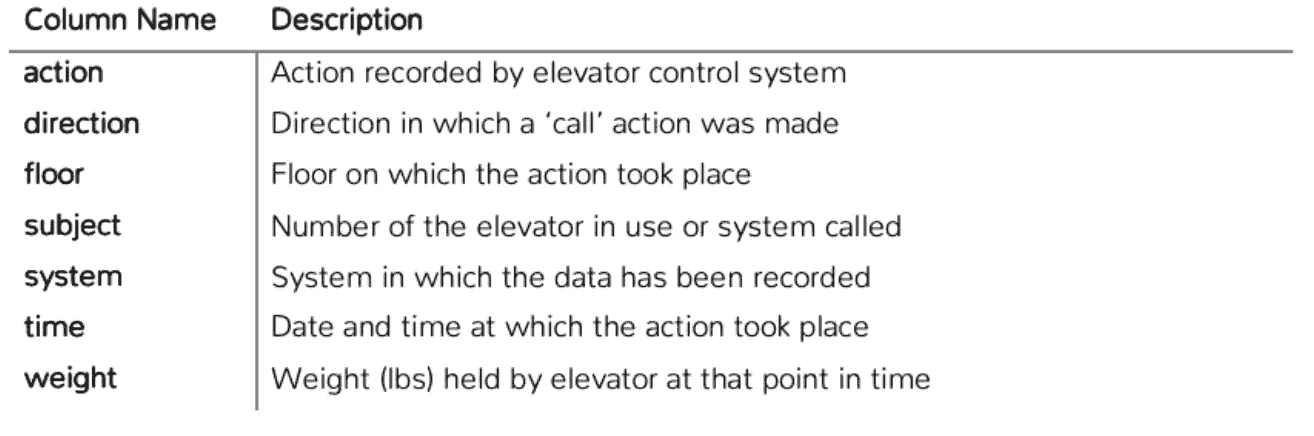 Column Name Description
action Action recorded by elevator control system
direction Direction in which a ‘call’ action was made
floor Floor on which the action took place
subject Number of the elevator in use or system called
system System in which the data has been recorded
time Date and time at which the action took place
weight Weight (lbs) held by elevator at that point in time